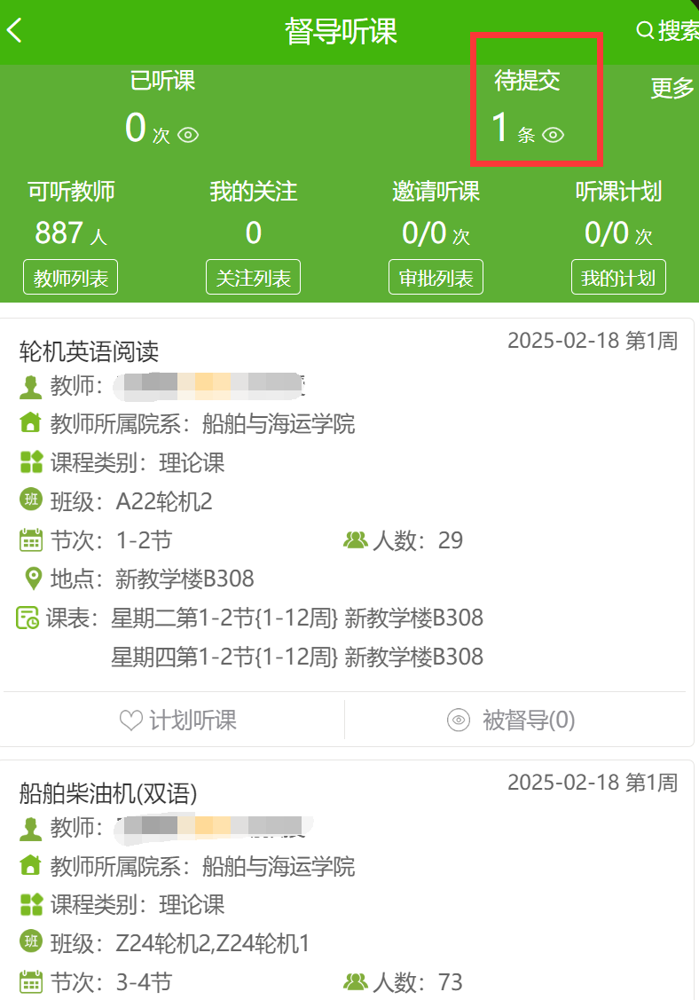 督导听课
搜索
已听课
待提交
更多
0 次
1 条
可听教师
我的关注
邀请听课
听课计划
887 人
0
0/0 次
0/0 次
教师列表
关注列表
审批列表
我的计划
轮机英语阅读
2025-02-18 第1周
教师：
教师所属院系：船舶与海运学院
课程类别：理论课
班 班级：A22轮机2
节次：1-2节
人数：29
地点：新教学楼B308
课表：星期二第1-2节{1-12周} 新教学楼B308
星期四第1-2节{1-12周} 新教学楼B308
计划听课
被督导(0)
船舶柴油机(双语)
2025-02-18 第1周
教师：
教师所属院系：船舶与海运学院
课程类别：理论课
班 班级：Z24轮机2,Z24轮机1
节次：3-4节
人数：73